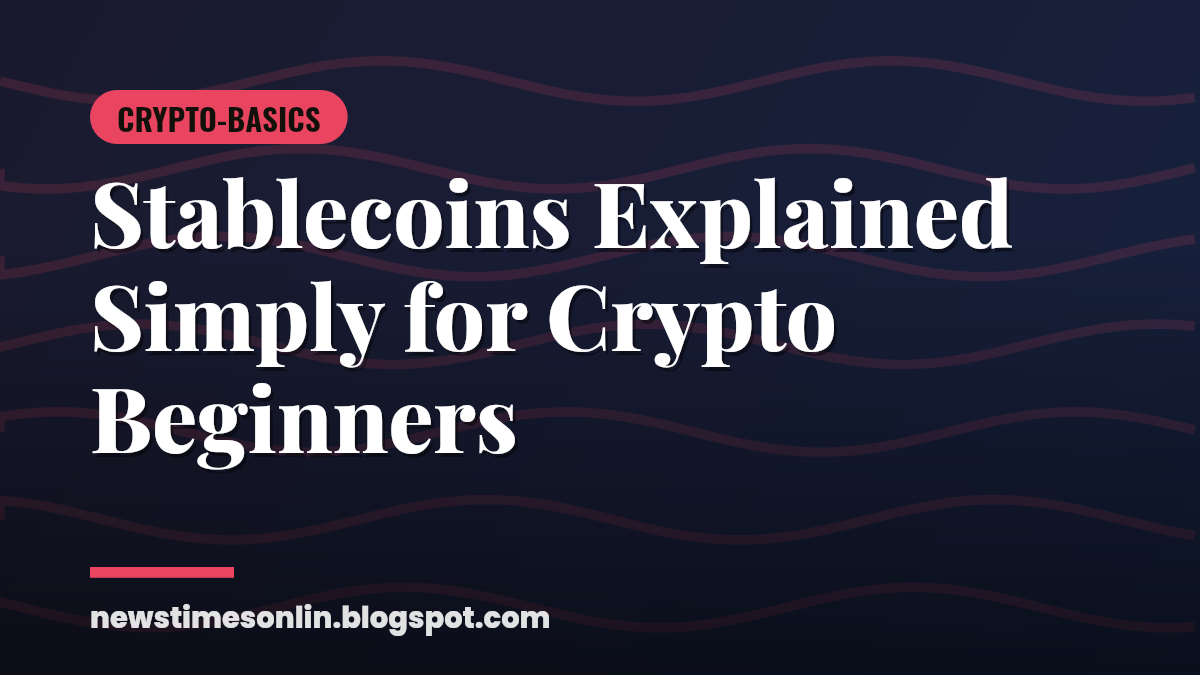 CRYPTO-BASICS
Stablecoins Explained
Simply for Crypto
Beginners
newstimesonlin.blogspot.com